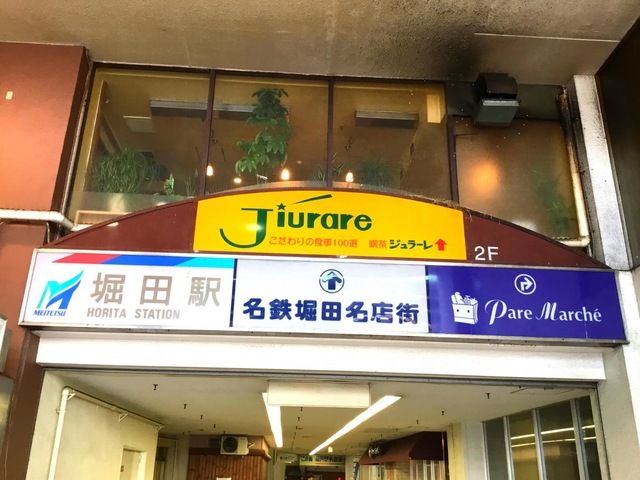 Jiurare
こだわりの食事100選 喫茶 ジュラーレ
2F
MEITETSU
堀田駅
HORITA STATION
名鉄堀田名店街
Pare Marché